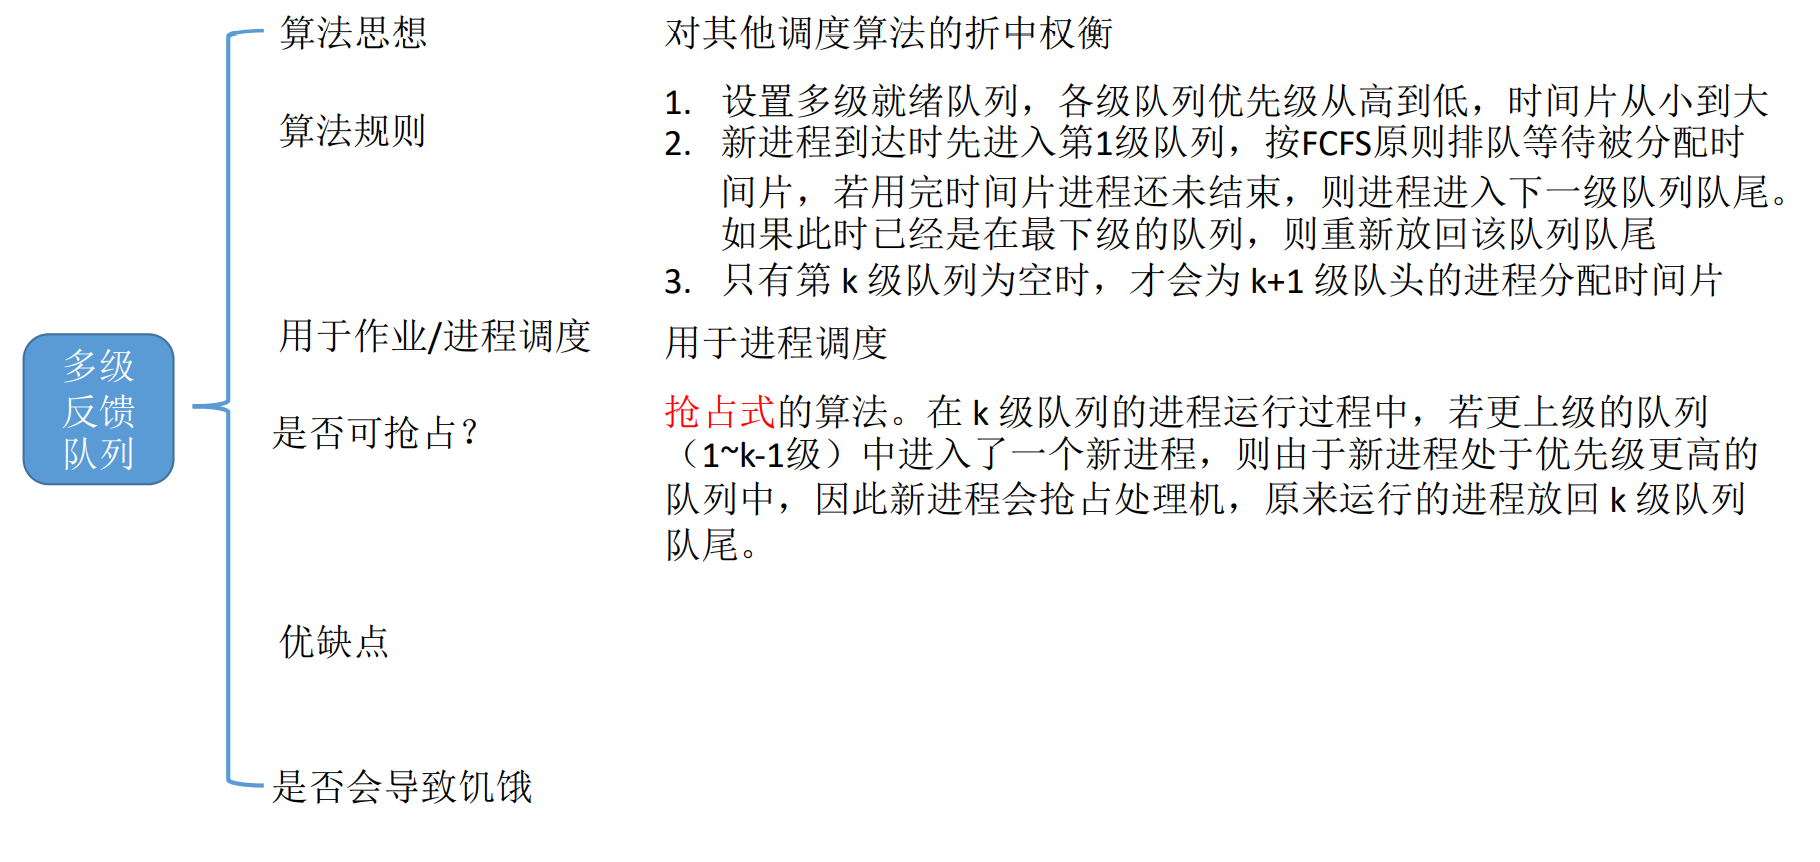 算法思想
对其他调度算法的折中权衡
算法规则
1. 设置多级就绪队列，各级队列优先级从高到低，时间片从小到大
2. 新进程到达时先进入第1级队列，按FCFS原则排队等待被分配时
间片，若用完时间片进程还未结束，则进程进入下一级队列队尾。
如果此时已经是在最下级的队列，则重新放回该队列队尾
3. 只有第 k 级队列为空时，才会为 k+1 级队头的进程分配时间片
用于作业/进程调度
用于进程调度
多级
反馈
队列
是否可抢占？
抢占式的算法。在 k 级队列的进程运行过程中，若更上级的队列
（1~k-1级）中进入了一个新进程，则由于新进程处于优先级更高的
队列中，因此新进程会抢占处理机，原来运行的进程放回 k 级队列
队尾。
优缺点
是否会导致饥饿